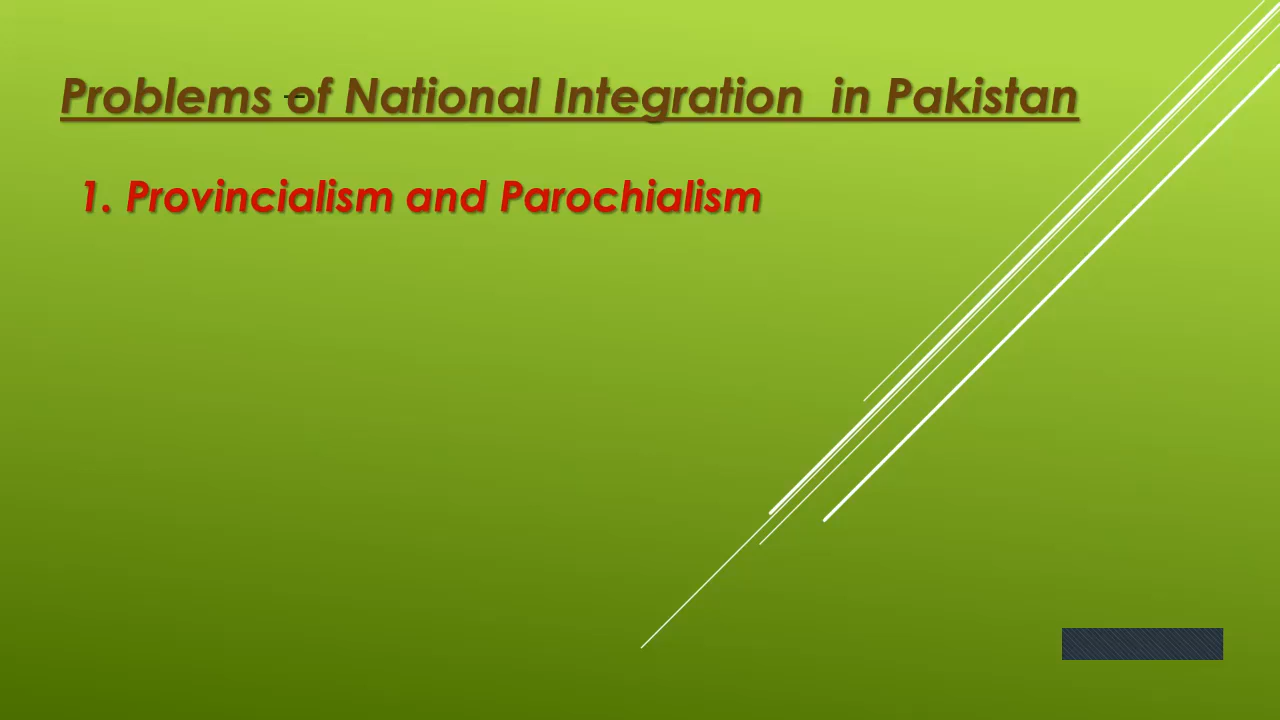 Problems of National Integration  in Pakistan
1. Provincialism and Parochialism